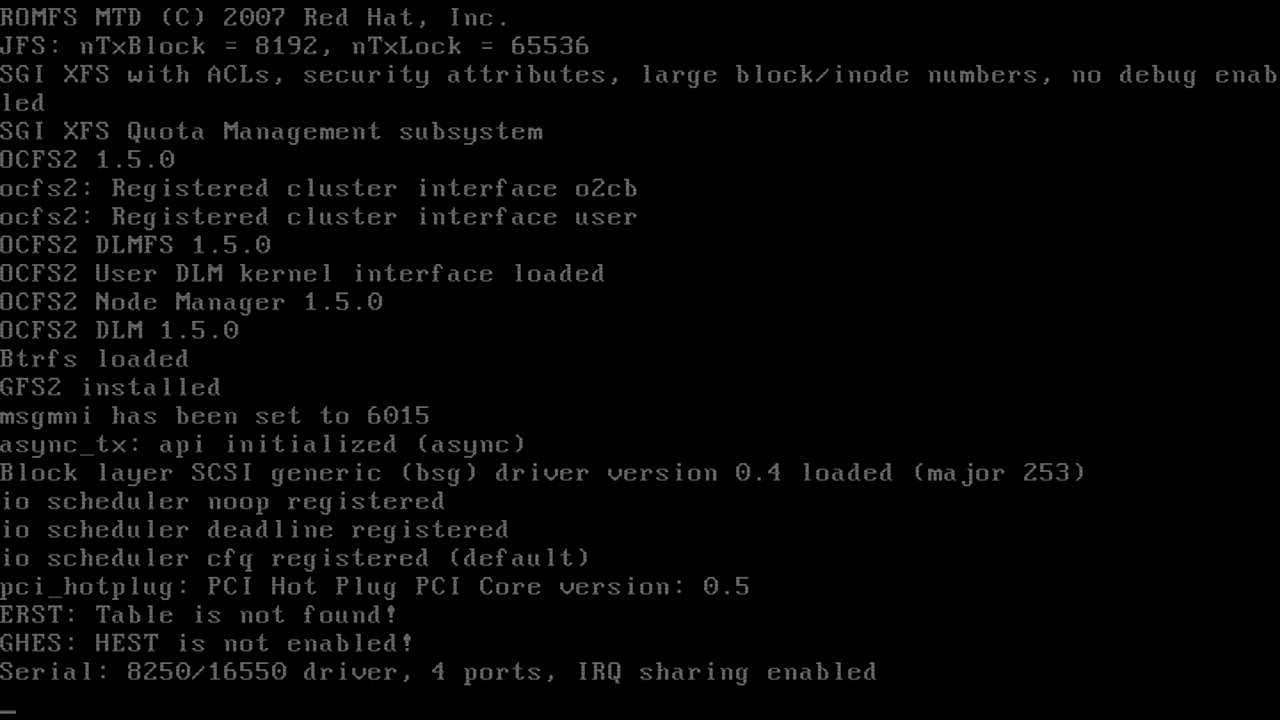 ROMFS MTD (C) 2007 Red Hat, Inc.
JFS: nTxBlock = 8192, nTxLock = 65536
SGI XFS with ACLs, security attributes, large block/inode numbers, no debug enab
led
SGI XFS Quota Management subsystem
OCFS2 1.5.0
ocfs2: Registered cluster interface o2cb
ocfs2: Registered cluster interface user
OCFS2 DLMFS 1.5.0
OCFS2 User DLM kernel interface loaded
OCFS2 Node Manager 1.5.0
OCFS2 DLM 1.5.0
Btrfs loaded
GFS2 installed
msgmni has been set to 6015
async_tx: api initialized (async)
Block layer SCSI generic (bsg) driver version 0.4 loaded (major 253)
io scheduler noop registered
io scheduler deadline registered
io scheduler cfq registered (default)
pci_hotplug: PCI Hot Plug PCI Core version: 0.5
ERST: Table is not found!
GHES: HEST is not enabled!
Serial: 8250/16550 driver, 4 ports, IRQ sharing enabled
_